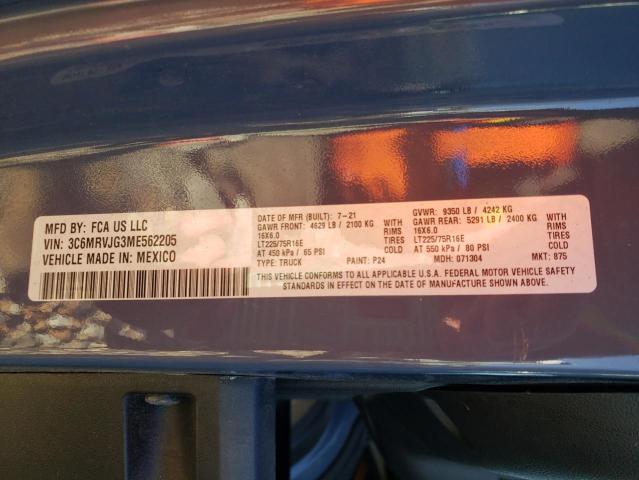 MFD BY: FCA US LLC
VIN: 3C6MRVJG3ME562205
VEHICLE MADE IN: MEXICO
DATE OF MFR (BUILT): 7-21 GVWR: 9350 LB / 4242 KG
GAWR FRONT: 4629 LB / 2100 KG WITH GAWR REAR: 5291 LB / 2400 KG WITH
16X6.0 RIMS 16X6.0 RIMS
LT225/75R16E TIRES LT225/75R16E TIRES
AT 450 kPa / 65 PSI COLD AT 550 kPa / 80 PSI COLD
TYPE: TRUCK PAINT: P24 MDH: 071304 MKT: 875
THIS VEHICLE CONFORMS TO ALL APPLICABLE U.S.A. FEDERAL MOTOR VEHICLE SAFETY
STANDARDS IN EFFECT ON THE DATE OF MANUFACTURE SHOWN ABOVE.